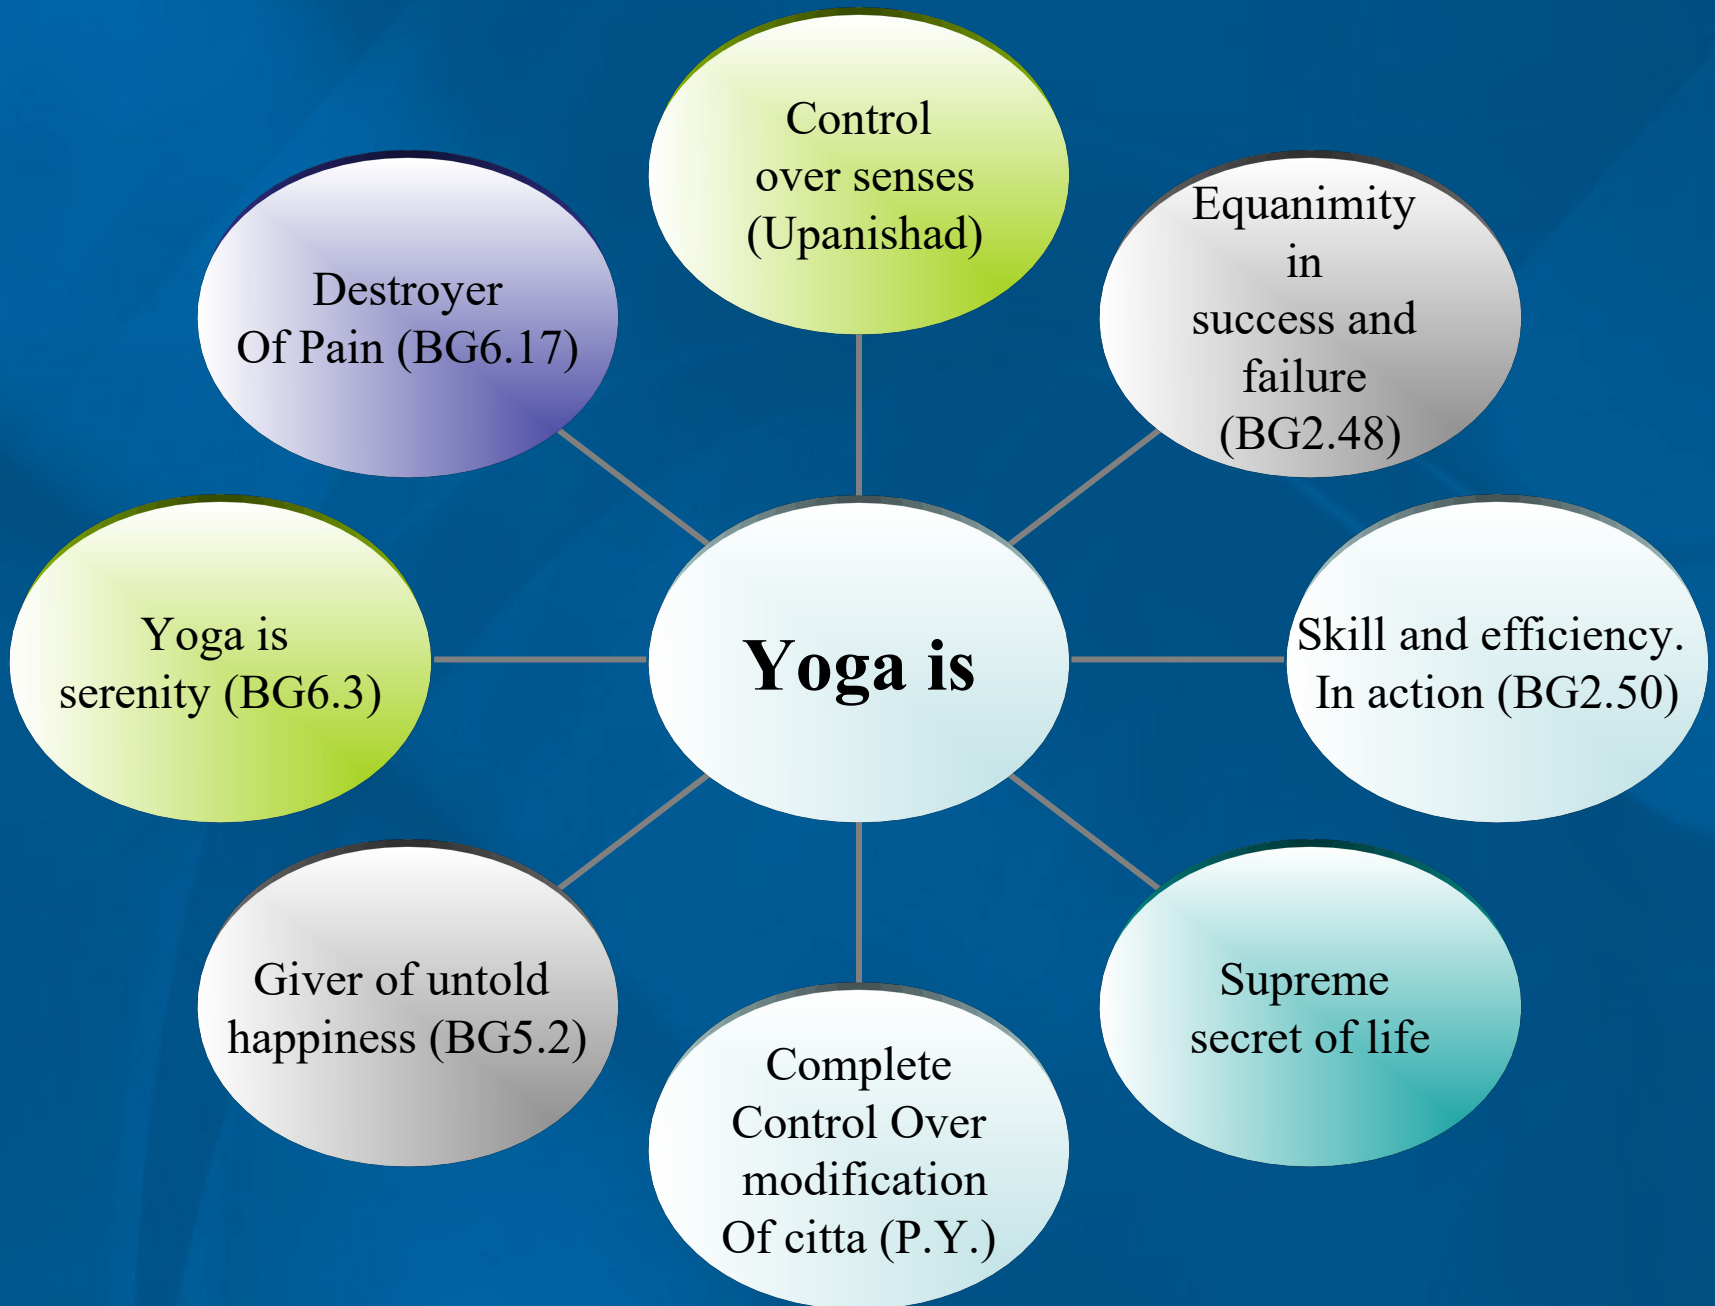 Control
over senses
(Upanishad)
Equanimity
in
success and
failure
(BG2.48)
Skill and efficiency.
In action (BG2.50)
Supreme
secret of life
Complete
Control Over
modification
Of citta (P.Y.)
Giver of untold
happiness (BG5.2)
Yoga is
serenity (BG6.3)
Destroyer
Of Pain (BG6.17)
Yoga is